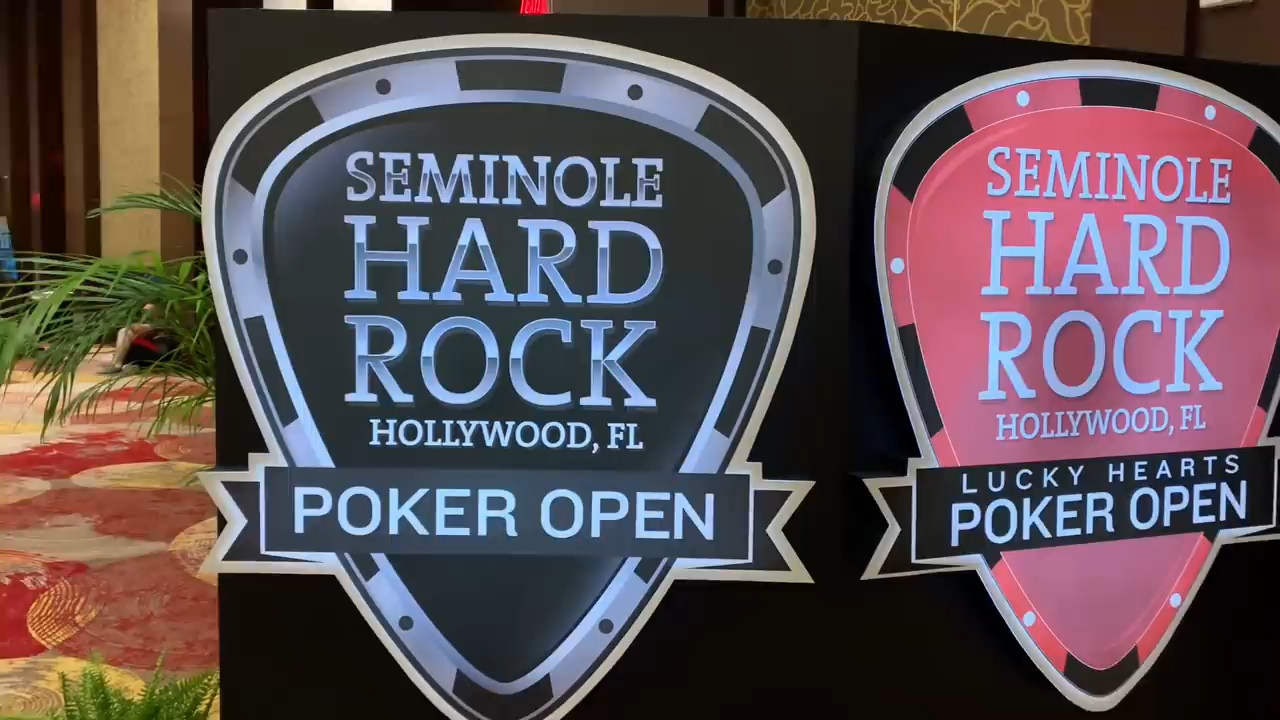 SEMINOLE
HARD
ROCK
HOLLYWOOD, FL
POKER OPEN
SEMINOLE
HARD
ROCK
HOLLYWOOD, FL
LUCKY HEARTS
POKER OPEN